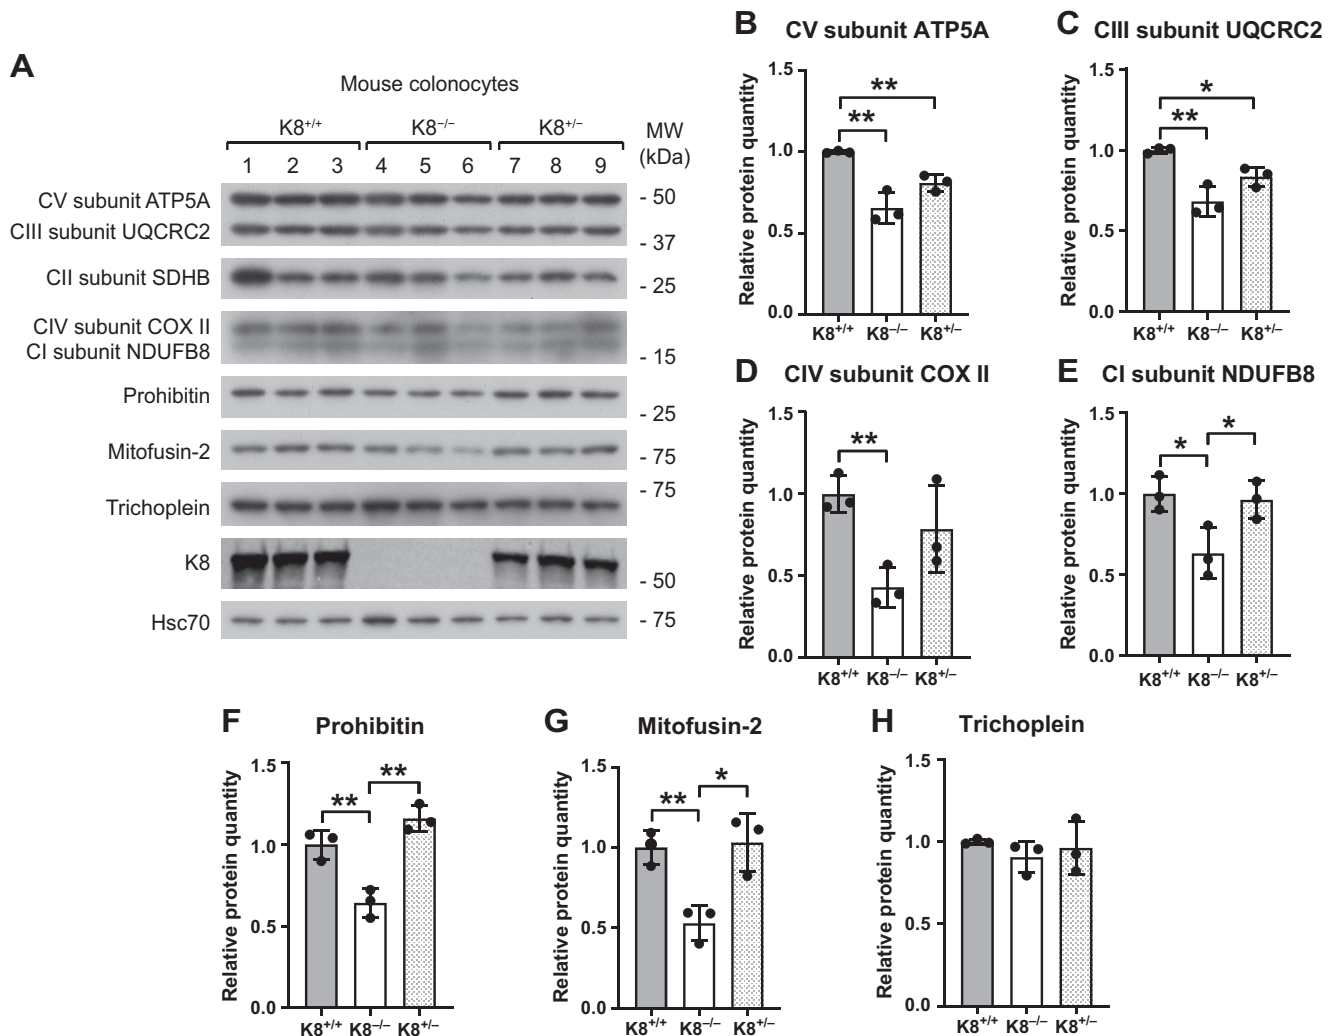 A
Mouse colonocytes
K8+/+ K8−/− K8+/− MW (kDa)
1 2 3 4 5 6 7 8 9
CV subunit ATP5A - 50
CIII subunit UQCRC2 - 37
CII subunit SDHB - 25
CIV subunit COX II
CI subunit NDUFB8 - 15
Prohibitin - 25
Mitofusin-2 - 75
Trichoplein - 75
K8 - 50
Hsc70 - 75
B CV subunit ATP5A
Relative protein quantity
1.5
1.0
0.5
0.0
**
**
K8+/+ K8−/− K8+/−
C CIII subunit UQCRC2
Relative protein quantity
1.5
1.0
0.5
0.0
*
**
K8+/+ K8−/− K8+/−
D CIV subunit COX II
Relative protein quantity
1.5
1.0
0.5
0.0
**
K8+/+ K8−/− K8+/−
E CI subunit NDUFB8
Relative protein quantity
1.5
1.0
0.5
0.0
*
*
K8+/+ K8−/− K8+/−
F Prohibitin
Relative protein quantity
1.5
1.0
0.5
0.0
**
**
K8+/+ K8−/− K8+/−
G Mitofusin-2
Relative protein quantity
1.5
1.0
0.5
0.0
*
**
K8+/+ K8−/− K8+/−
H Trichoplein
Relative protein quantity
1.5
1.0
0.5
0.0
K8+/+ K8−/− K8+/−